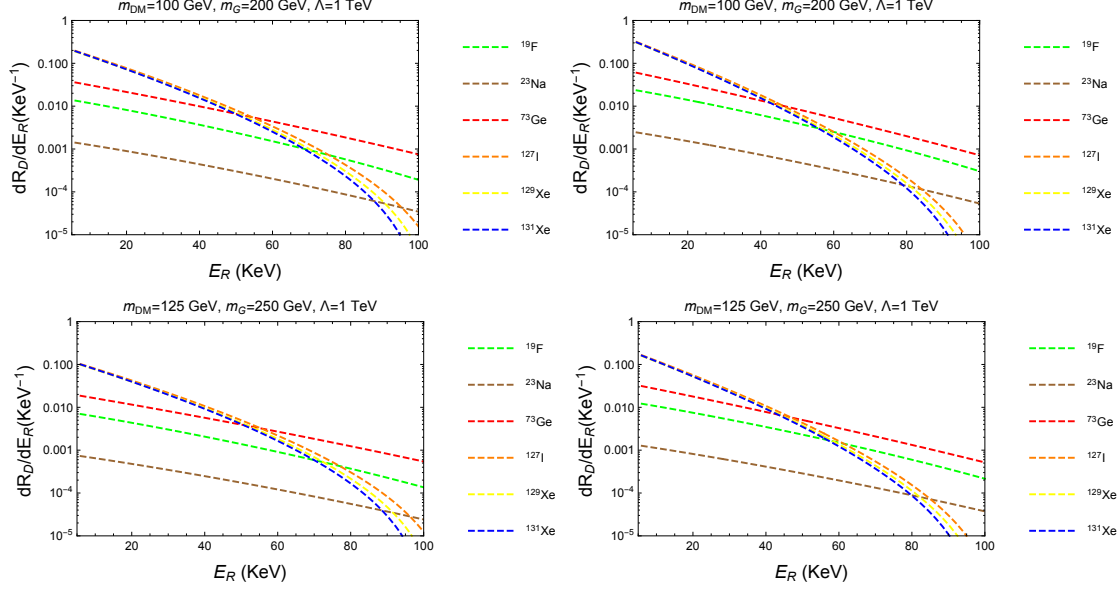 m_DM=100 GeV, m_G=200 GeV, Λ=1 TeV
dR_D/dE_R(KeV⁻¹)
1
0.100
0.010
0.001
10⁻⁴
10⁻⁵
20 40 60 80 100
E_R (KeV)
¹⁹F
²³Na
⁷³Ge
¹²⁷I
¹²⁹Xe
¹³¹Xe
m_DM=100 GeV, m_G=200 GeV, Λ=1 TeV
dR_D/dE_R(KeV⁻¹)
1
0.100
0.010
0.001
10⁻⁴
10⁻⁵
20 40 60 80 100
E_R (KeV)
¹⁹F
²³Na
⁷³Ge
¹²⁷I
¹²⁹Xe
¹³¹Xe
m_DM=125 GeV, m_G=250 GeV, Λ=1 TeV
dR_D/dE_R(KeV⁻¹)
1
0.100
0.010
0.001
10⁻⁴
10⁻⁵
20 40 60 80 100
E_R (KeV)
¹⁹F
²³Na
⁷³Ge
¹²⁷I
¹²⁹Xe
¹³¹Xe
m_DM=125 GeV, m_G=250 GeV, Λ=1 TeV
dR_D/dE_R(KeV⁻¹)
1
0.100
0.010
0.001
10⁻⁴
10⁻⁵
20 40 60 80 100
E_R (KeV)
¹⁹F
²³Na
⁷³Ge
¹²⁷I
¹²⁹Xe
¹³¹Xe